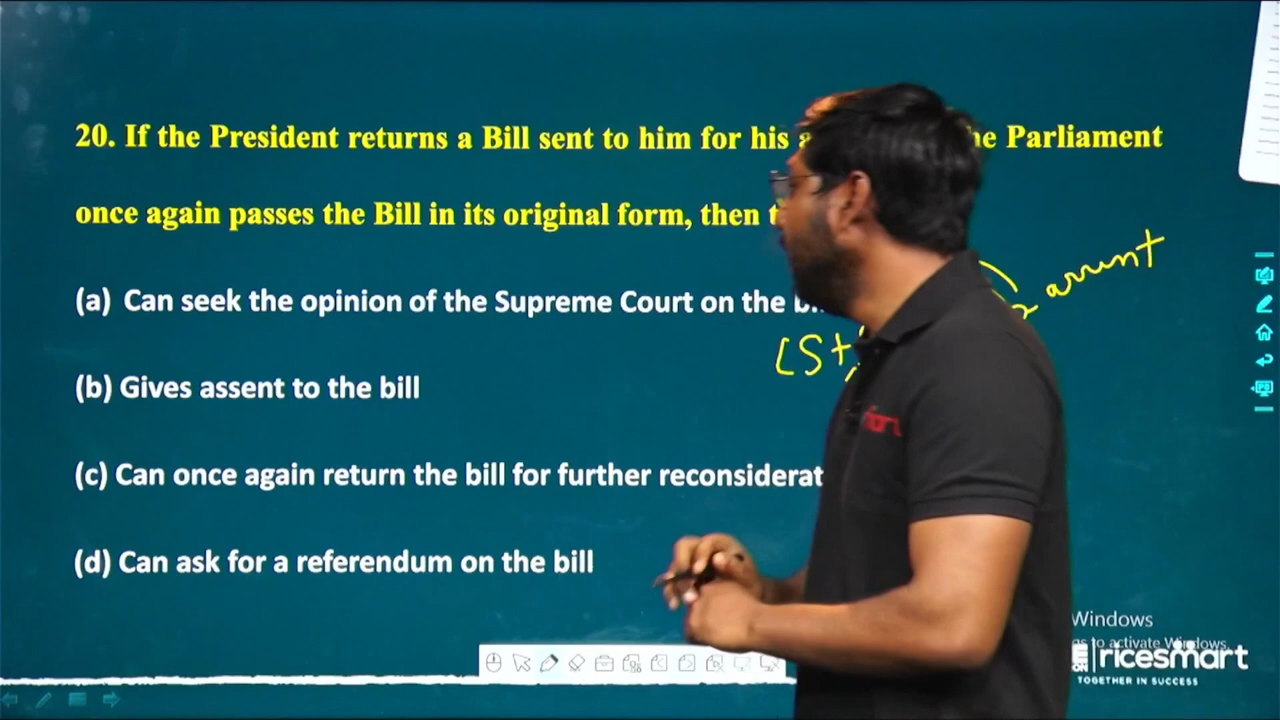 20. If the President returns a Bill sent to him for his Parliament
once again passes the Bill in its original form, then
(a) Can seek the opinion of the Supreme Court on the
(b) Gives assent to the bill
(c) Can once again return the bill for further
(d) Can ask for a referendum on the bill
Windows
to activate Windows.
ricesmart
TOGETHER IN SUCCESS